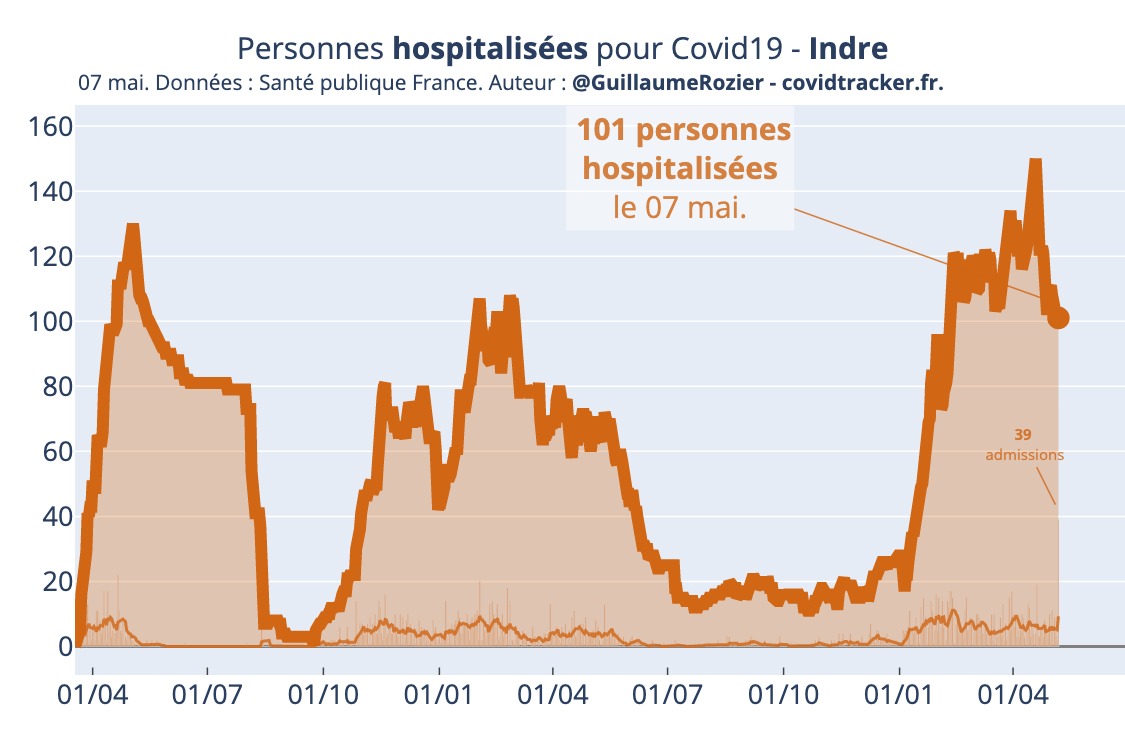 Personnes hospitalisées pour Covid19 - Indre
07 mai. Données : Santé publique France. Auteur : @GuillaumeRozier - covidtracker.fr.
101 personnes
hospitalisées
le 07 mai.
160
140
120
100
80
60
40
20
0
39
admissions
01/04 01/07 01/10 01/01 01/04 01/07 01/10 01/01 01/04